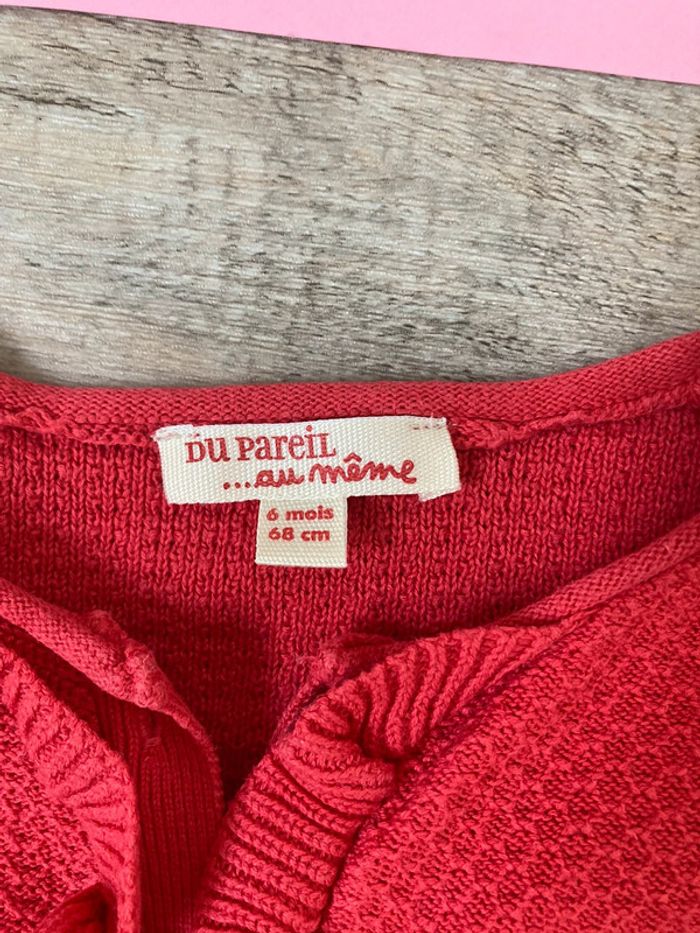 DU PAREIL
...au même
6 mois
68 cm